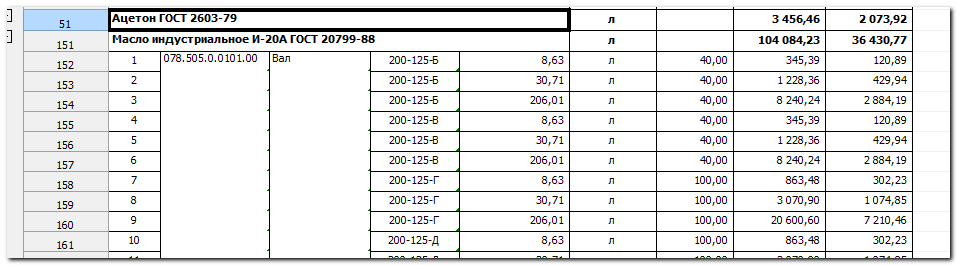 51 Ацетон ГОСТ 2603-79 л 3 456,46 2 073,92
151 Масло индустриальное И-20А ГОСТ 20799-88 л 104 084,23 36 430,77
152 1 078.505.0.0101.00 Вал 200-125-Б 8,63 л 40,00 345,39 120,89
153 2 200-125-Б 30,71 л 40,00 1 228,36 429,94
154 3 200-125-Б 206,01 л 40,00 8 240,24 2 884,19
155 4 200-125-В 8,63 л 40,00 345,39 120,89
156 5 200-125-В 30,71 л 40,00 1 228,36 429,94
157 6 200-125-В 206,01 л 40,00 8 240,24 2 884,19
158 7 200-125-Г 8,63 л 100,00 863,48 302,23
159 8 200-125-Г 30,71 л 100,00 3 070,90 1 074,85
160 9 200-125-Г 206,01 л 100,00 20 600,60 7 210,46
161 10 200-125-Д 8,63 л 100,00 863,48 302,23